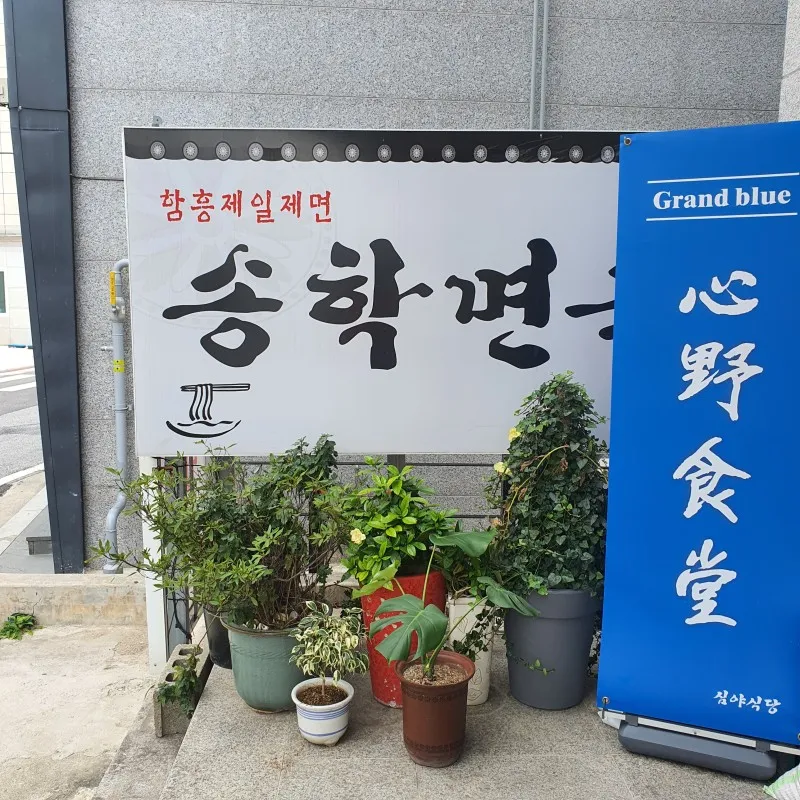 함흥제일제면
송학면
Grand blue
心野食堂
심야식당